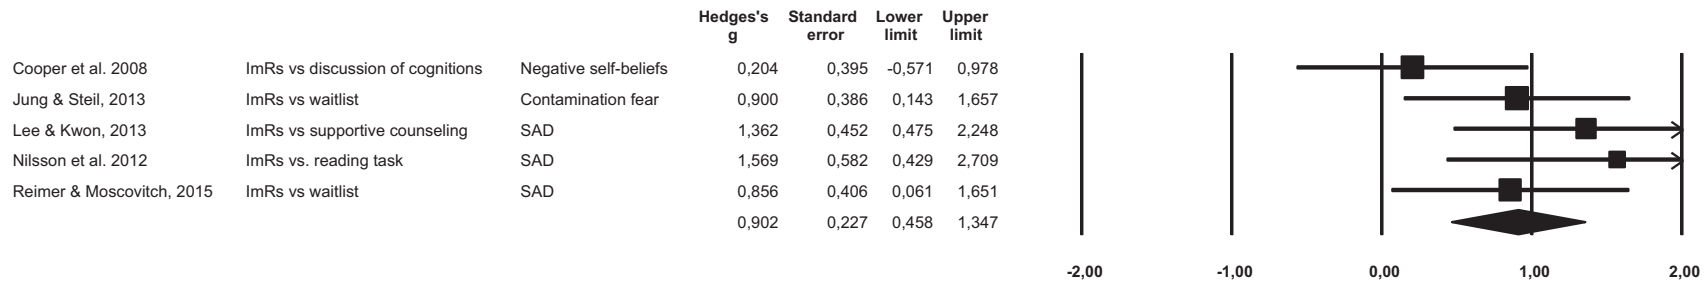 Hedges's g Standard error Lower limit Upper limit
Cooper et al. 2008 ImRs vs discussion of cognitions Negative self-beliefs 0,204 0,395 -0,571 0,978
Jung & Steil, 2013 ImRs vs waitlist Contamination fear 0,900 0,386 0,143 1,657
Lee & Kwon, 2013 ImRs vs supportive counseling SAD 1,362 0,452 0,475 2,248
Nilsson et al. 2012 ImRs vs. reading task SAD 1,569 0,582 0,429 2,709
Reimer & Moscovitch, 2015 ImRs vs waitlist SAD 0,856 0,406 0,061 1,651
0,902 0,227 0,458 1,347
-2,00 -1,00 0,00 1,00 2,00